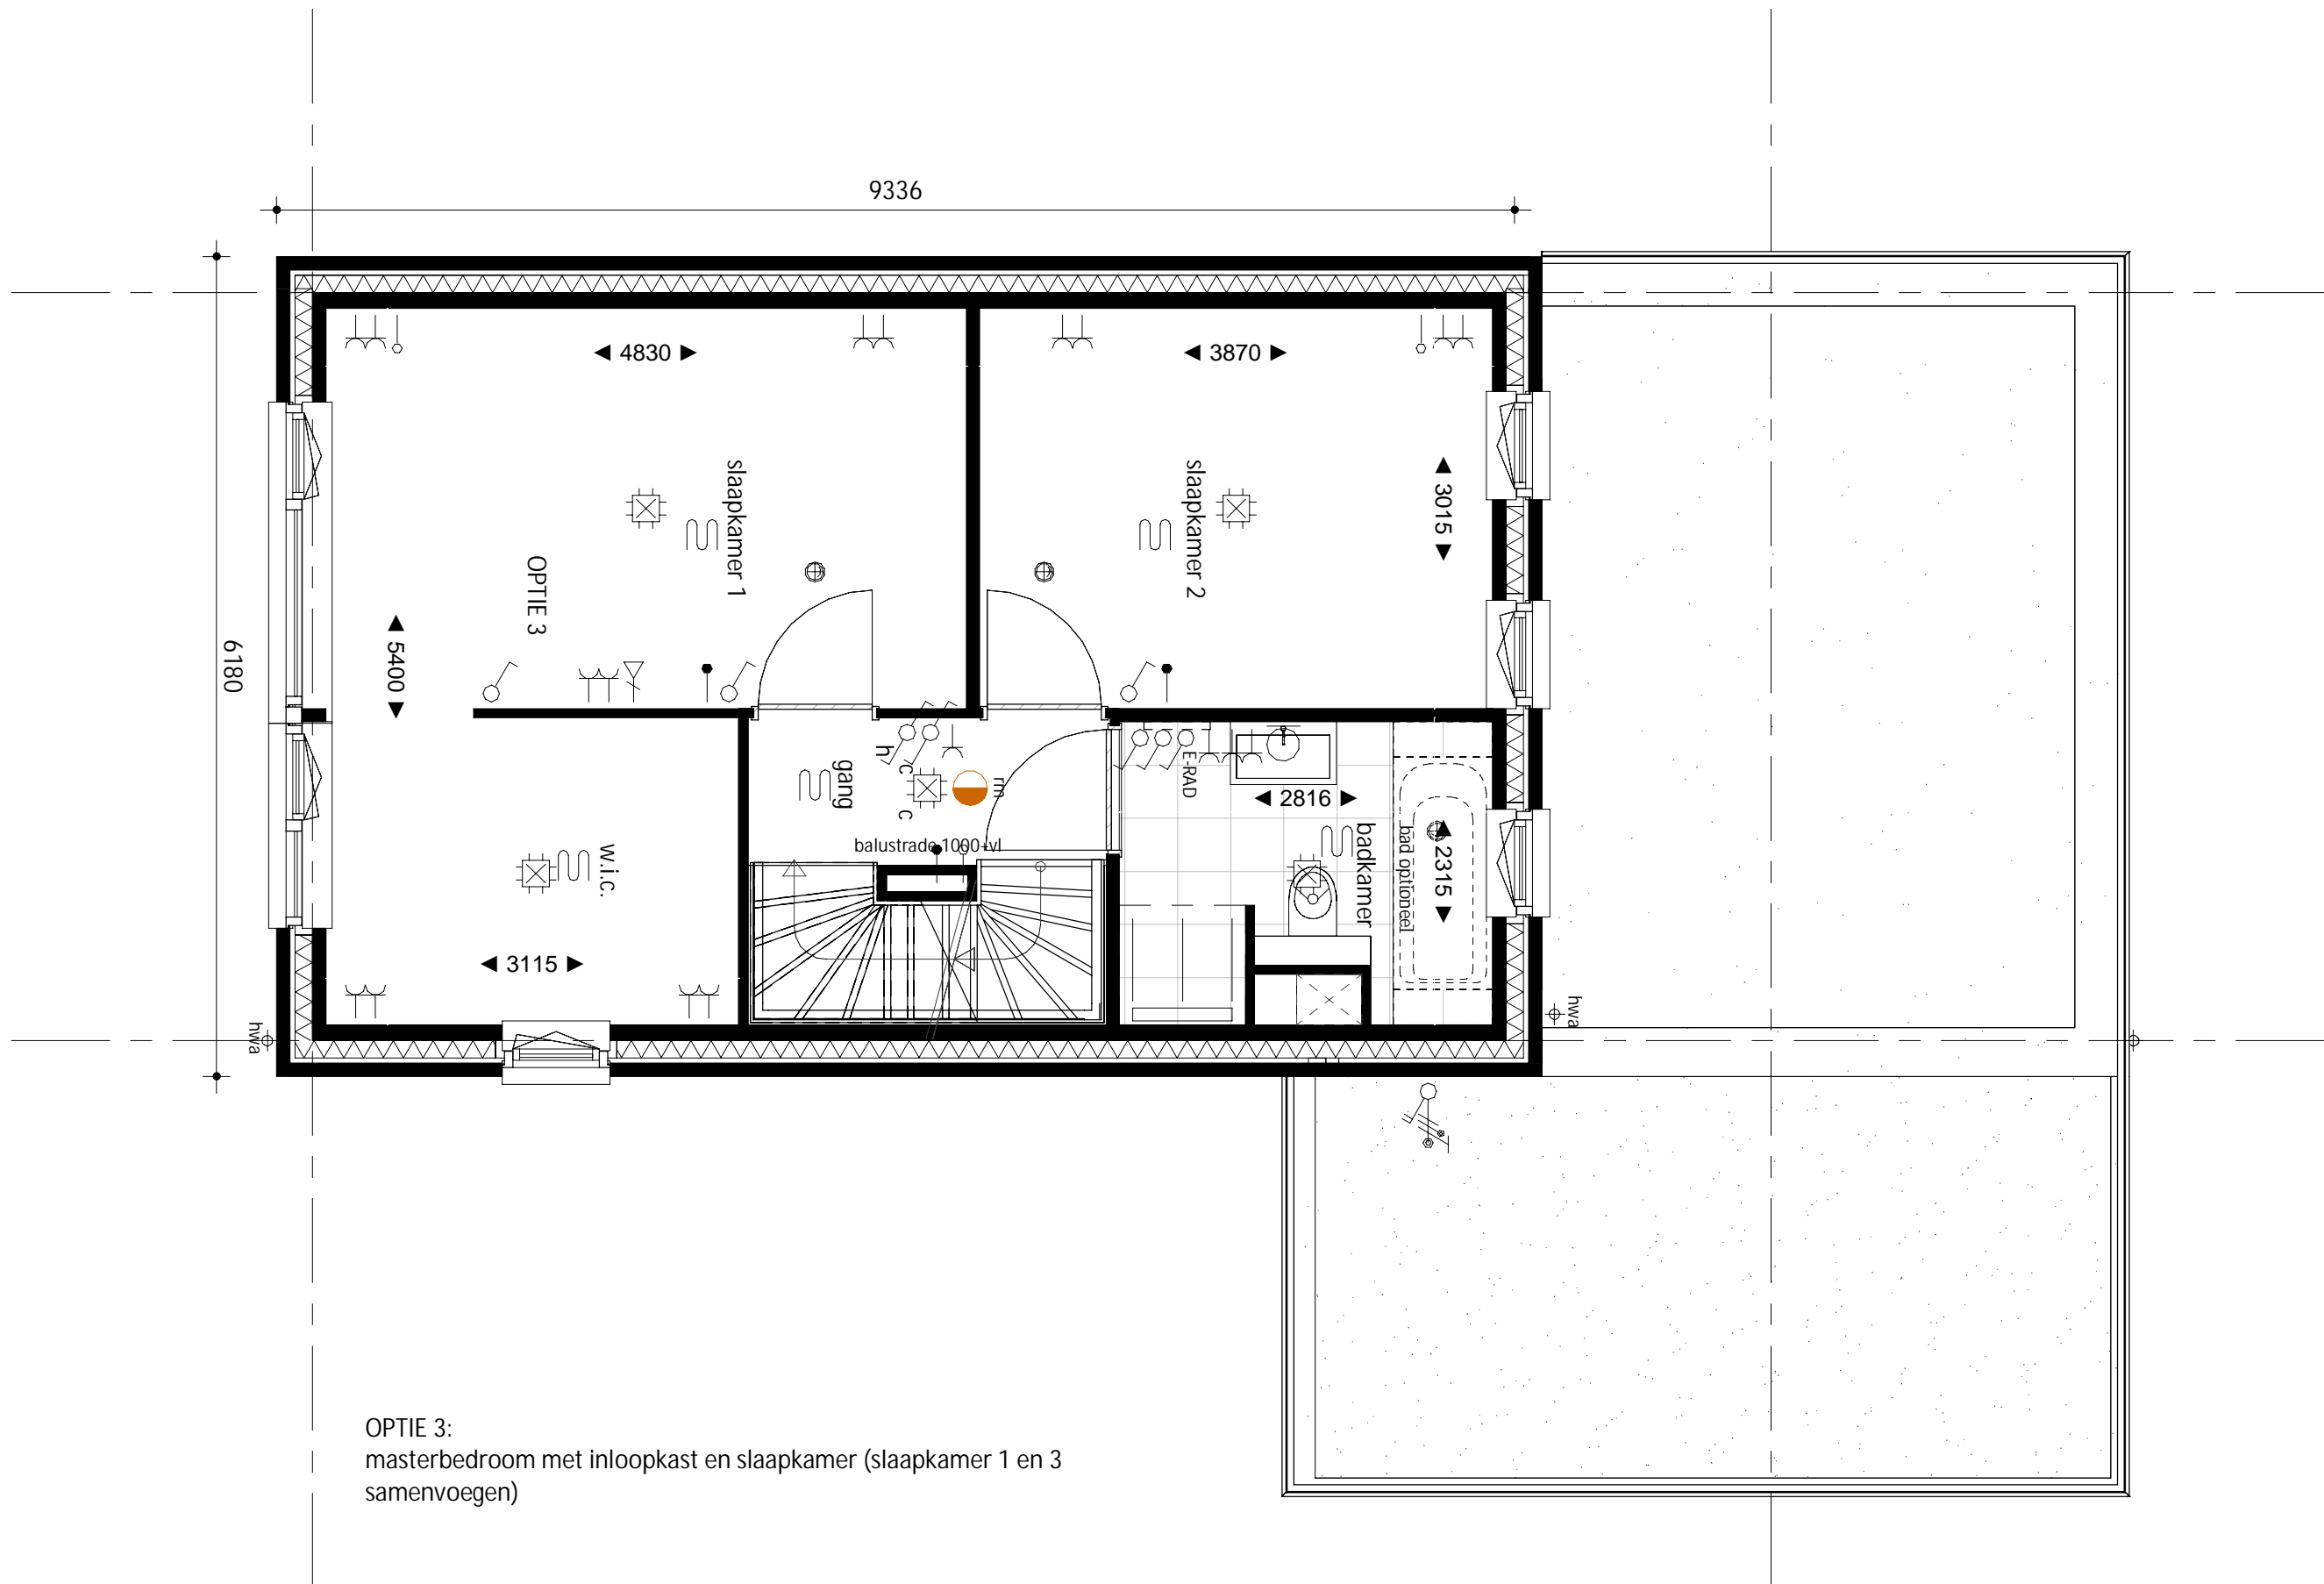 9336
◄ 4830 ►
◄ 3870 ►
slaapkamer 1
slaapkamer 2
◄ 3015 ►
OPTIE 3
◄ 5400 ►
6180
h
c
c
gang
rm
E-RAD
◄ 2816 ►
badkamer
bad optioneel
◄ 2315 ►
balustrade 1000+vl
w.i.c.
◄ 3115 ►
hwa
hwa
OPTIE 3:
masterbedroom met inloopkast en slaapkamer (slaapkamer 1 en 3
samenvoegen)